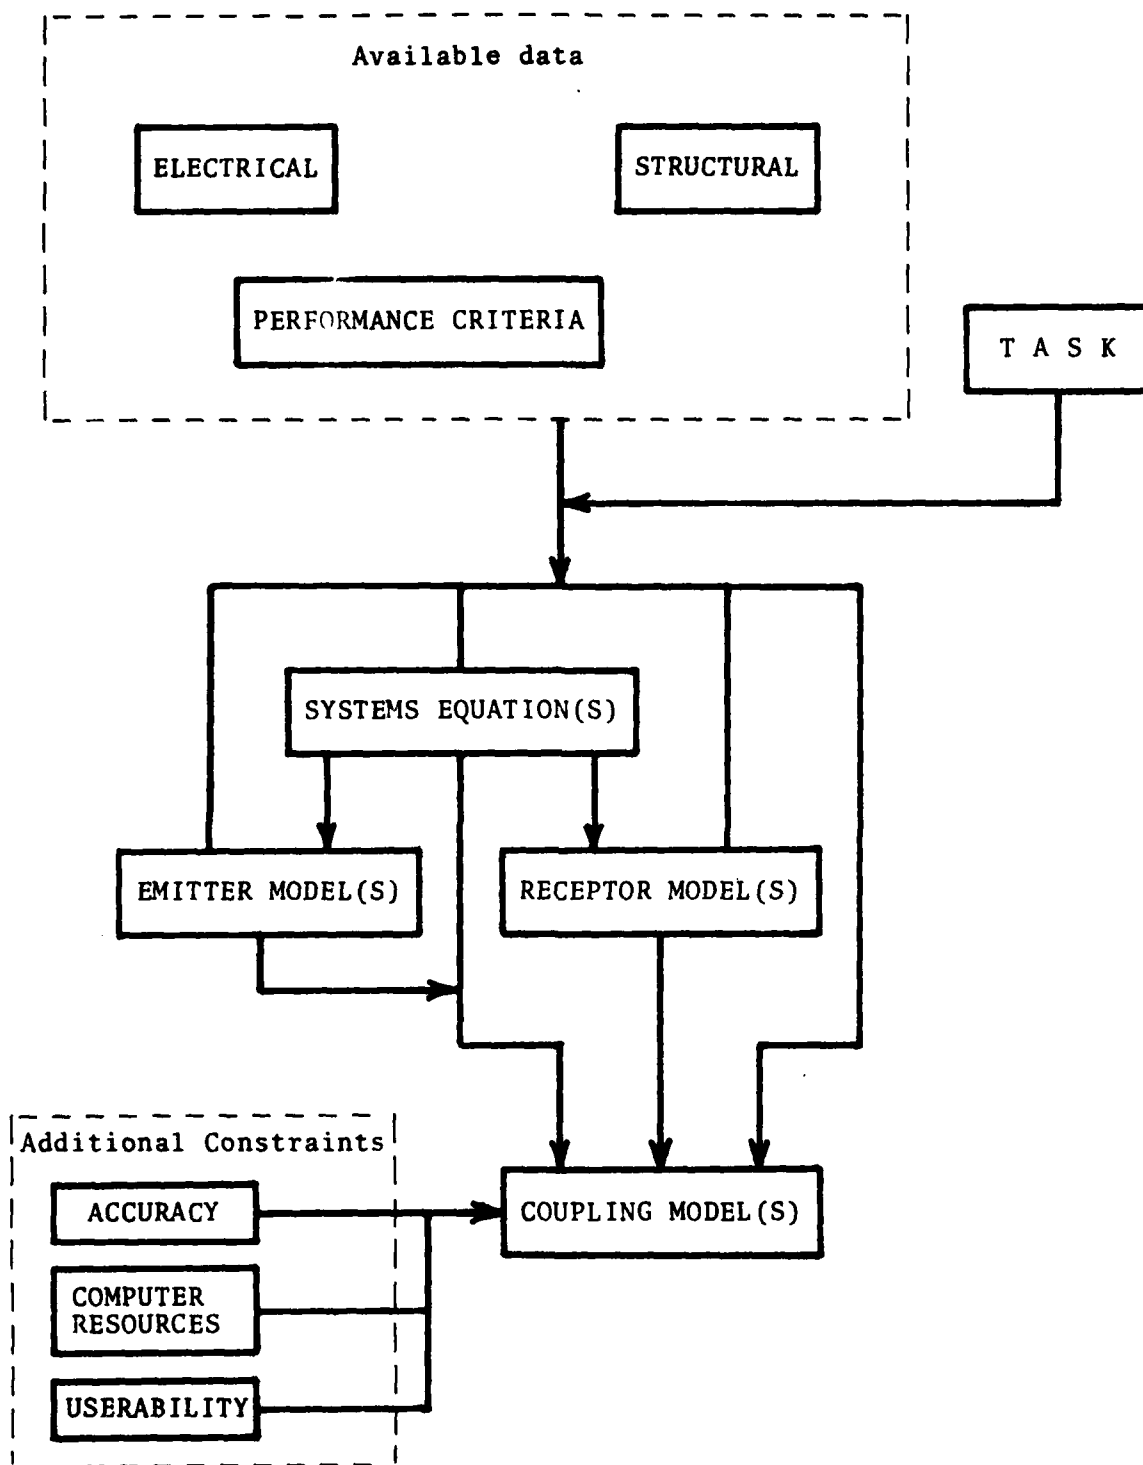 Available data
ELECTRICAL
STRUCTURAL
PERFORMANCE CRITERIA
T A S K
SYSTEMS EQUATION(S)
EMITTER MODEL(S)
RECEPTOR MODEL(S)
Additional Constraints
ACCURACY
COUPLING MODEL(S)
COMPUTER
RESOURCES
USERABILITY